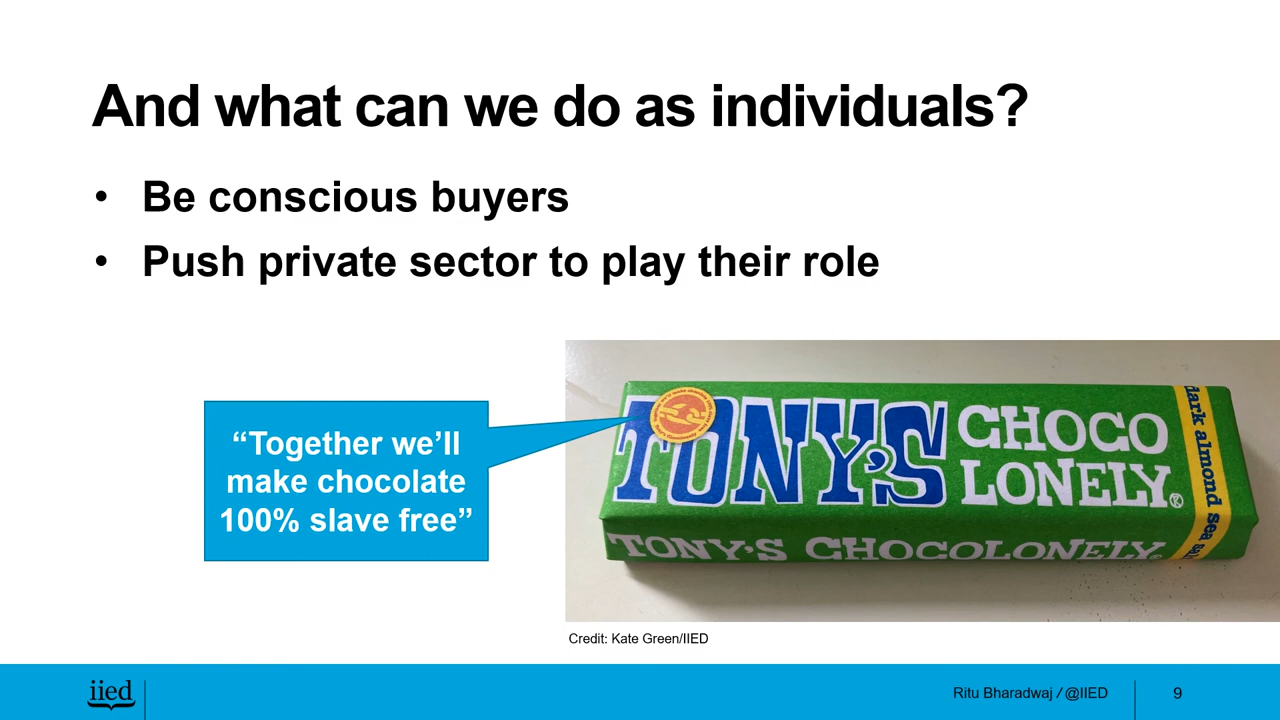 And what can we do as individuals?
• Be conscious buyers
• Push private sector to play their role
“Together we’ll
make chocolate
100% slave free”
TONY'S CHOCO
LONELY®
dark almond sea
TONY'S CHOCOLONELY
Credit: Kate Green/IIED
iied
Ritu Bharadwaj / @IIED
9